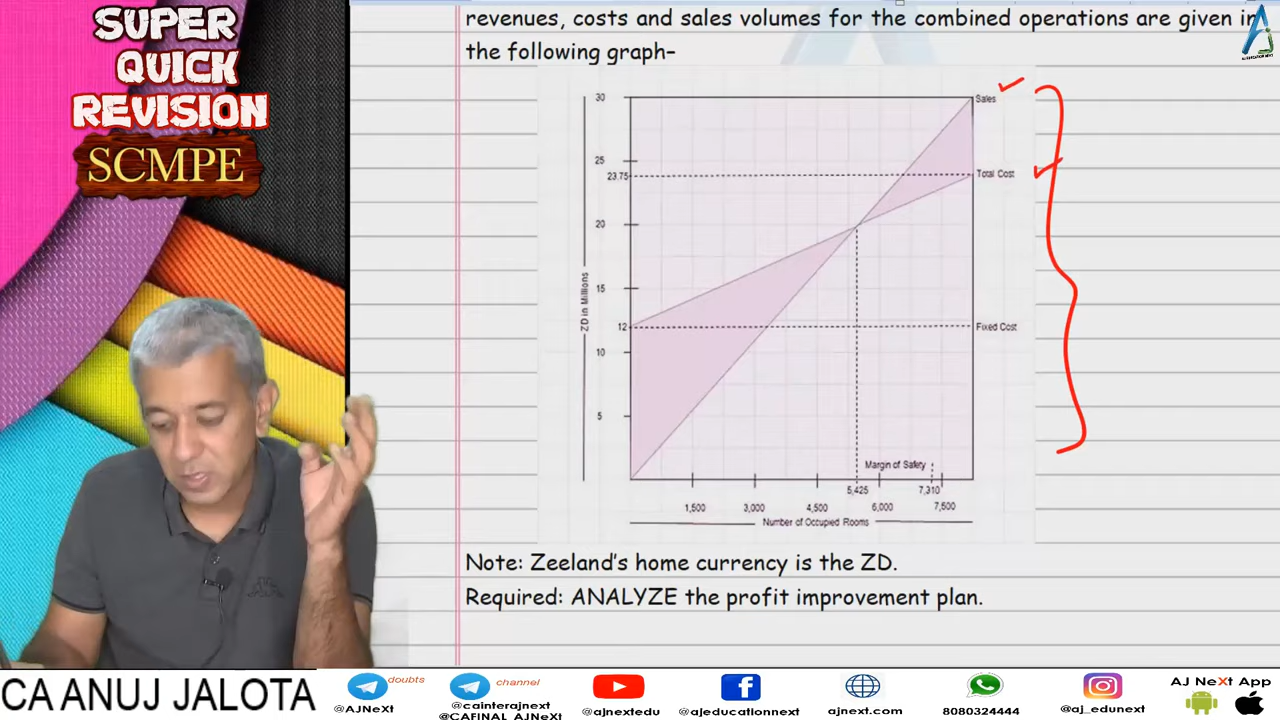 SUPER
QUICK
REVISION
SCMPE
revenues, costs and sales volumes for the combined operations are given in
the following graph–
30
25
23.75
20
15
12
10
5
ZD in Millions
Sales
Total Cost
Fixed Cost
Margin of Safety
5,425
7,310
1,500
3,000
4,500
6,000
7,500
Number of Occupied Rooms
Note: Zeeland's home currency is the ZD.
Required: ANALYZE the profit improvement plan.
CA ANUJ JALOTA
doubts
@AJNeXt
channel
@cainterajnext
@CAFINAL_AJNeXt
@ajnextedu
@ajeducationnext
ajnext.com
8080324444
@aj_edunext
AJ NeXt App